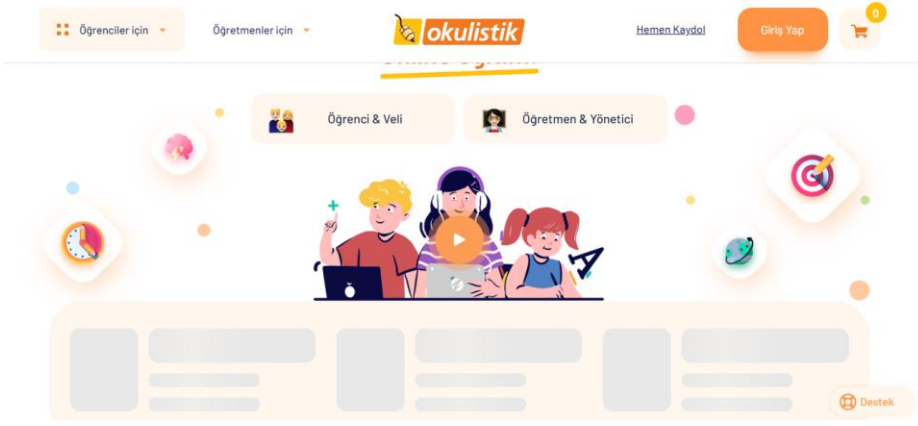 Öğrenciler için
Öğretmenler için
okulistik
Hemen Kaydol
Giriş Yap
0
Öğrenci & Veli
Öğretmen & Yönetici
A
Destek